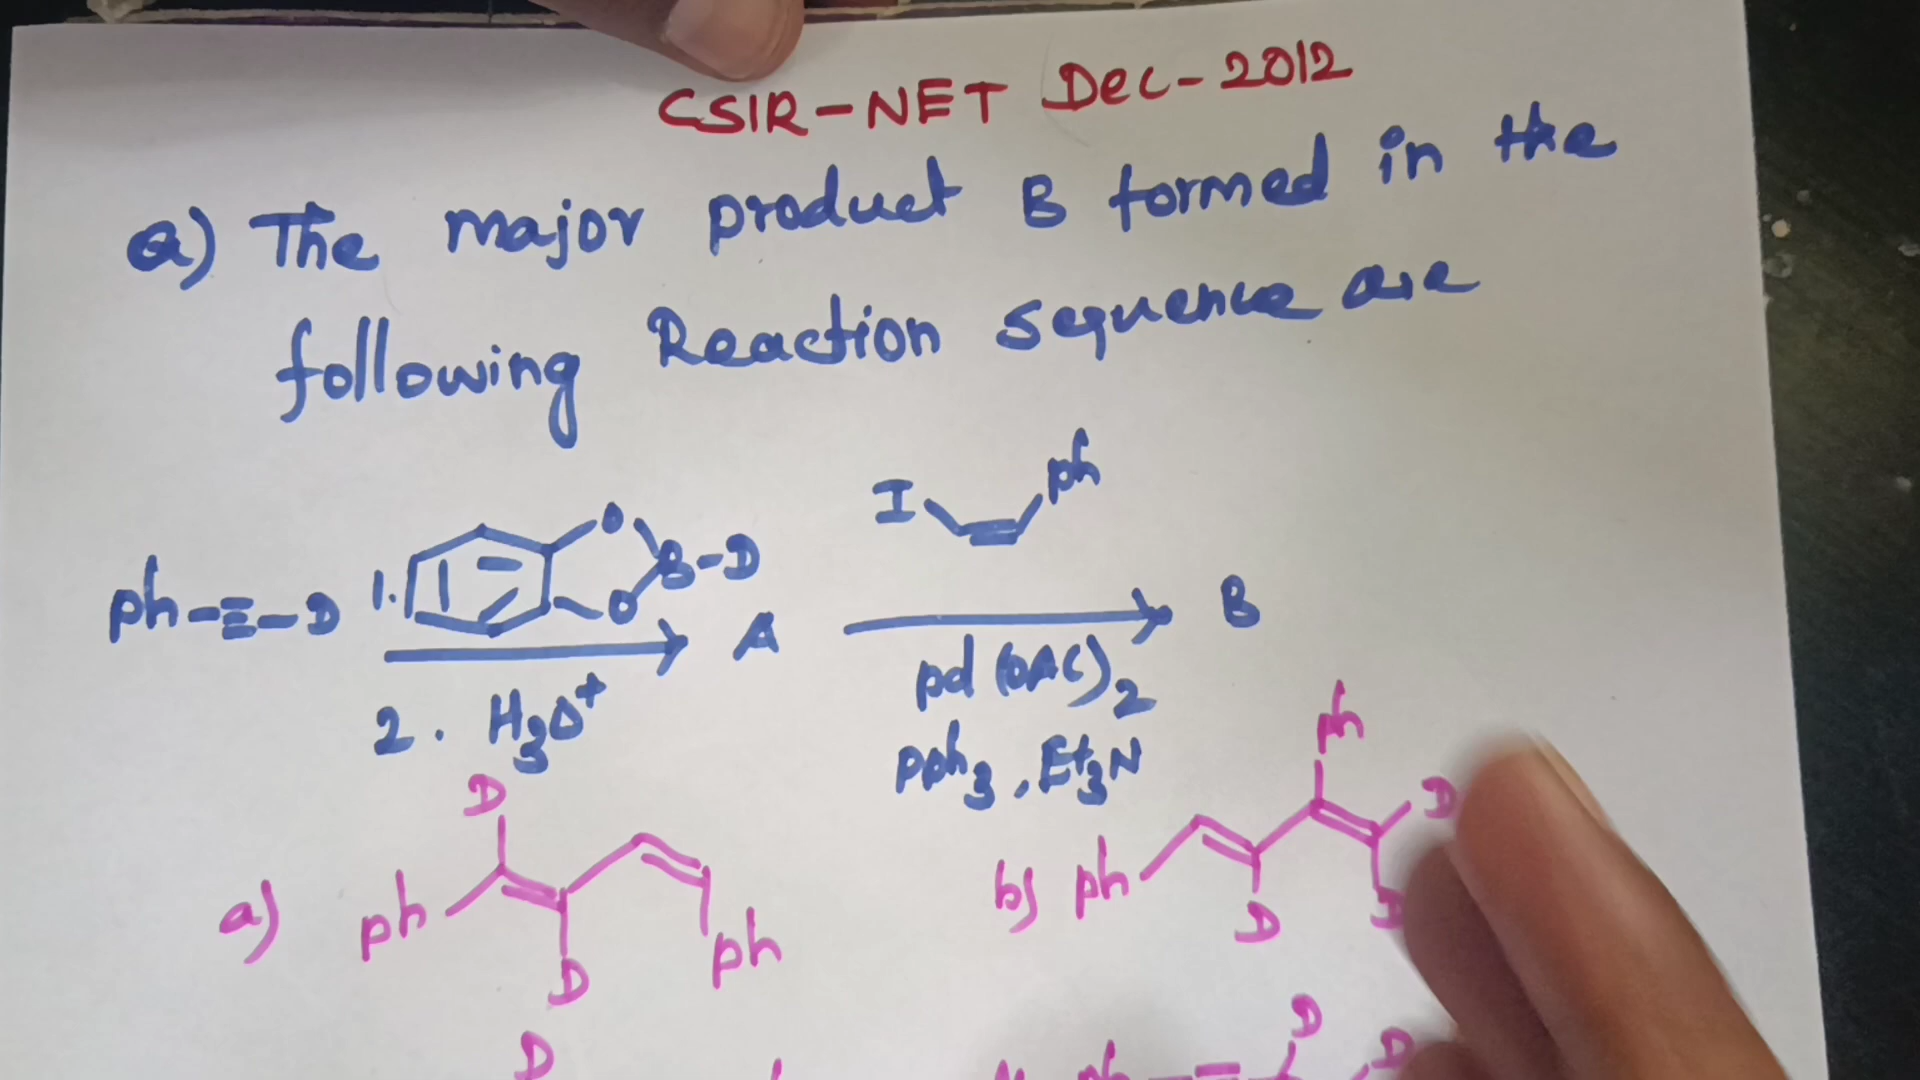 CSIR-NET Dec-2012
Q) The major product B formed in the
following Reaction sequence are
I ph
ph-≡-D 1. O O B-D A B
2. H3O+ pd (OAC)2
pph3, Et3N
a) ph D D ph
b) ph D ph D D
D D D
ph